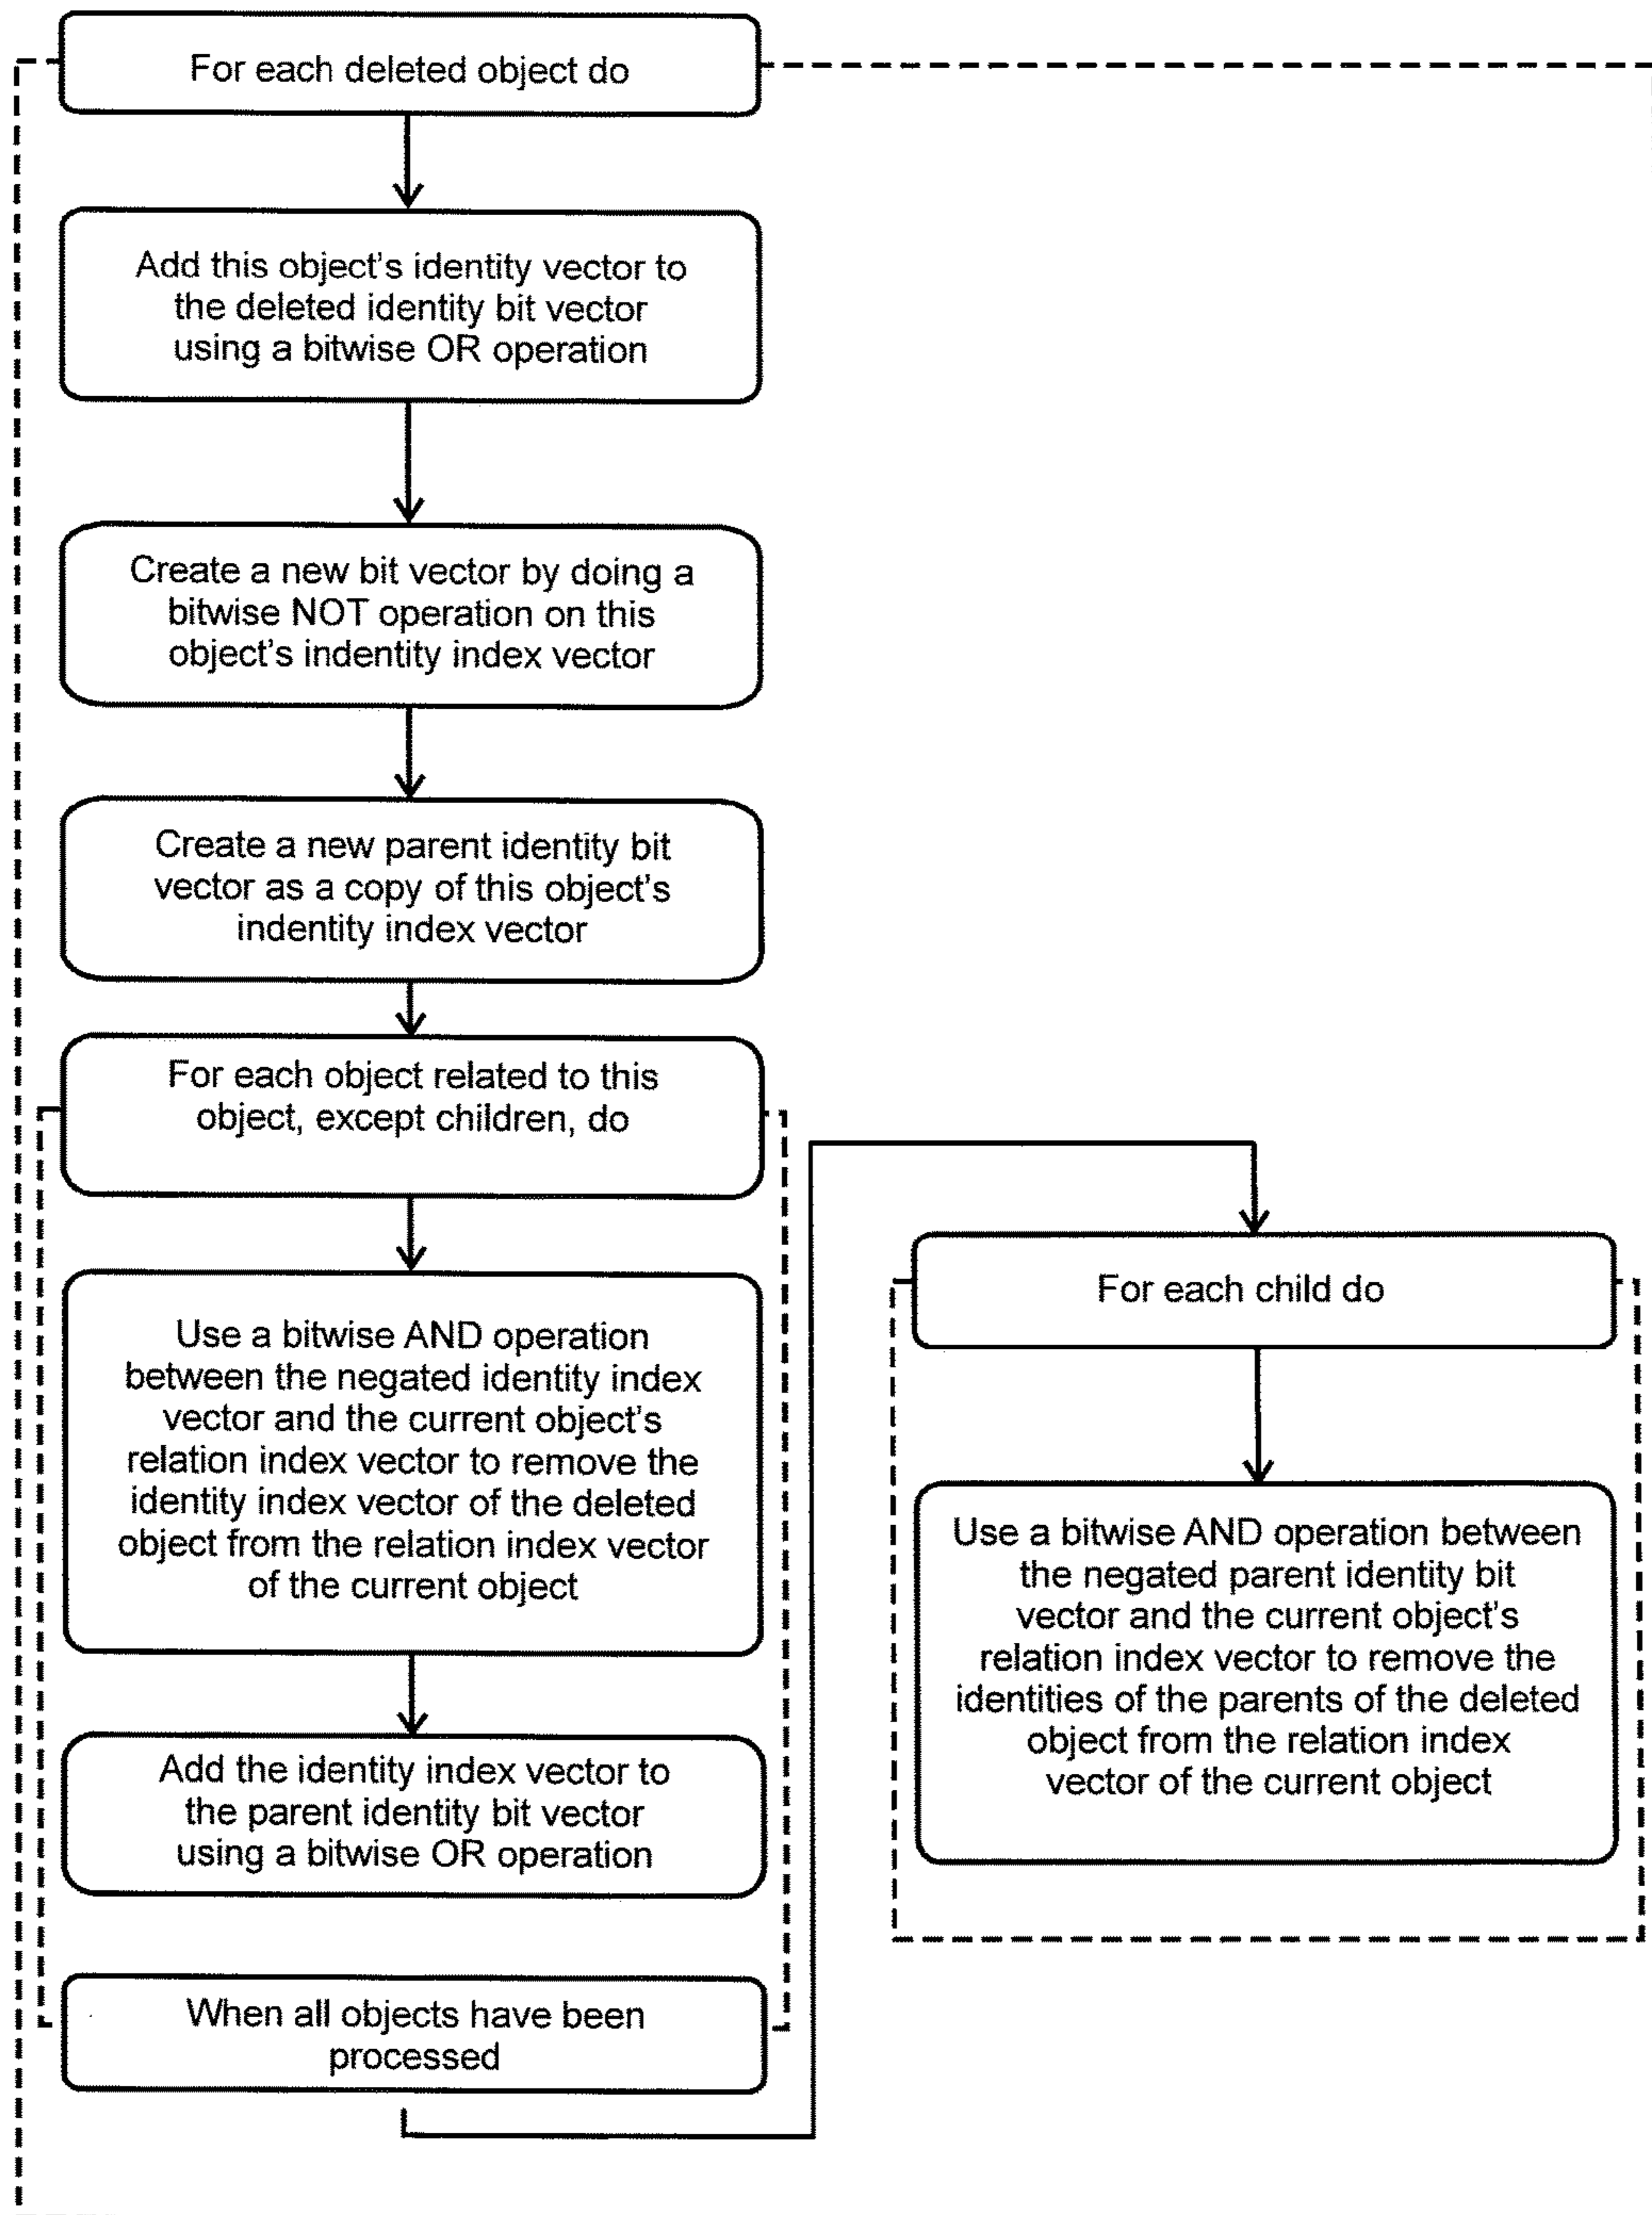 For each deleted object do
Add this object's identity vector to
the deleted identity bit vector
using a bitwise OR operation
Create a new bit vector by doing a
bitwise NOT operation on this
object's indentity index vector
Create a new parent identity bit
vector as a copy of this object's
indentity index vector
For each object related to this
object, except children, do
Use a bitwise AND operation
between the negated identity index
vector and the current object's
relation index vector to remove the
identity index vector of the deleted
object from the relation index vector
of the current object
Add the identity index vector to
the parent identity bit vector
using a bitwise OR operation
When all objects have been
processed
For each child do
Use a bitwise AND operation between
the negated parent identity bit
vector and the current object's
relation index vector to remove the
identities of the parents of the deleted
object from the relation index
vector of the current object